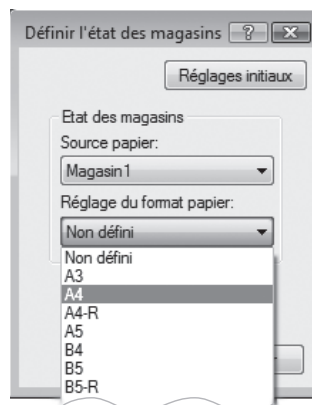 Définir l'état des magasins
Réglages initiaux
Etat des magasins
Source papier:
Magasin1
Réglage du format papier:
Non défini
Non défini
A3
A4
A4-R
A5
B4
B5
B5-R